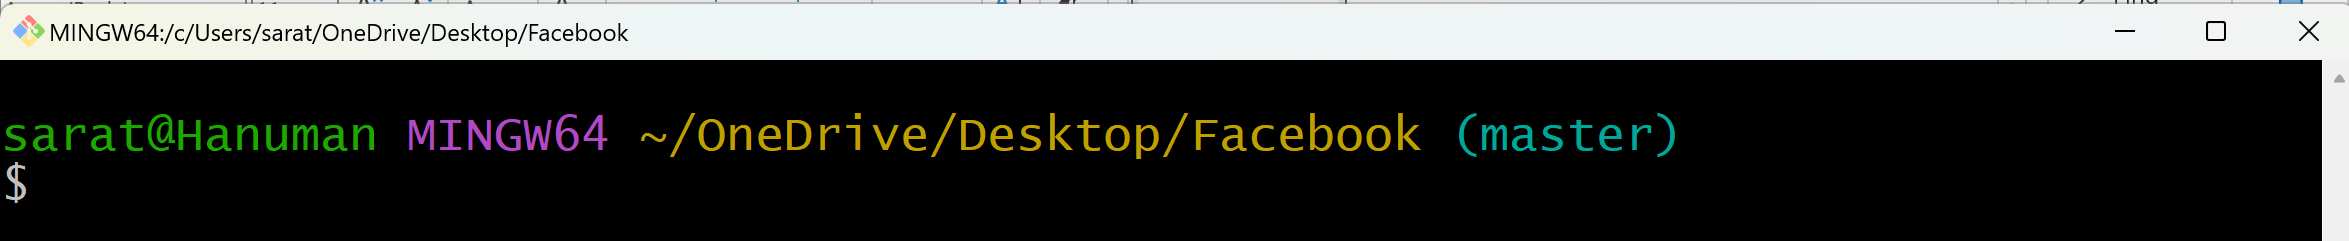 MINGW64:/c/Users/sarat/OneDrive/Desktop/Facebook
sarat@Hanuman MINGW64 ~/OneDrive/Desktop/Facebook (master)
$